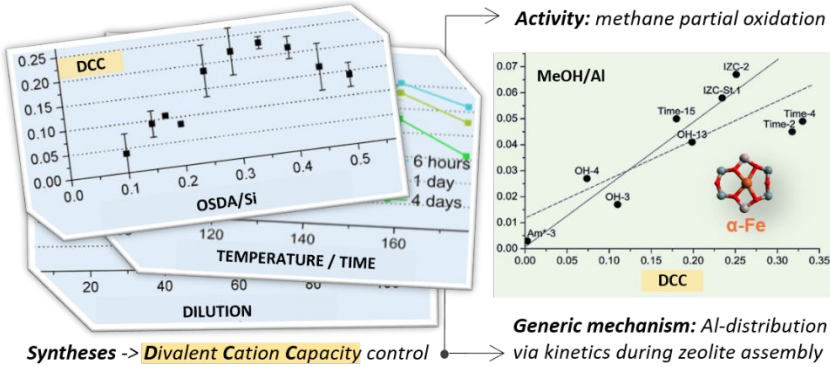 DCC
0.25
0.20
0.15
0.10
0.05
0.00
0.0
0.1
0.2
0.3
0.4
0.5
OSDA/Si
6 hours
1 day
4 days
120
140
160
TEMPERATURE / TIME
20
40
60
80
100
DILUTION
Syntheses -> Divalent Cation Capacity control
Activity: methane partial oxidation
MeOH/Al
0.07
0.06
0.05
0.04
0.03
0.02
0.01
0.00
IZC-2
IZC-St.1
Time-15
Time-4
Time-2
OH-13
OH-4
OH-3
Am*-3
α-Fe
0.00
0.05
0.10
0.15
0.20
0.25
0.30
0.35
DCC
Generic mechanism: Al-distribution
via kinetics during zeolite assembly